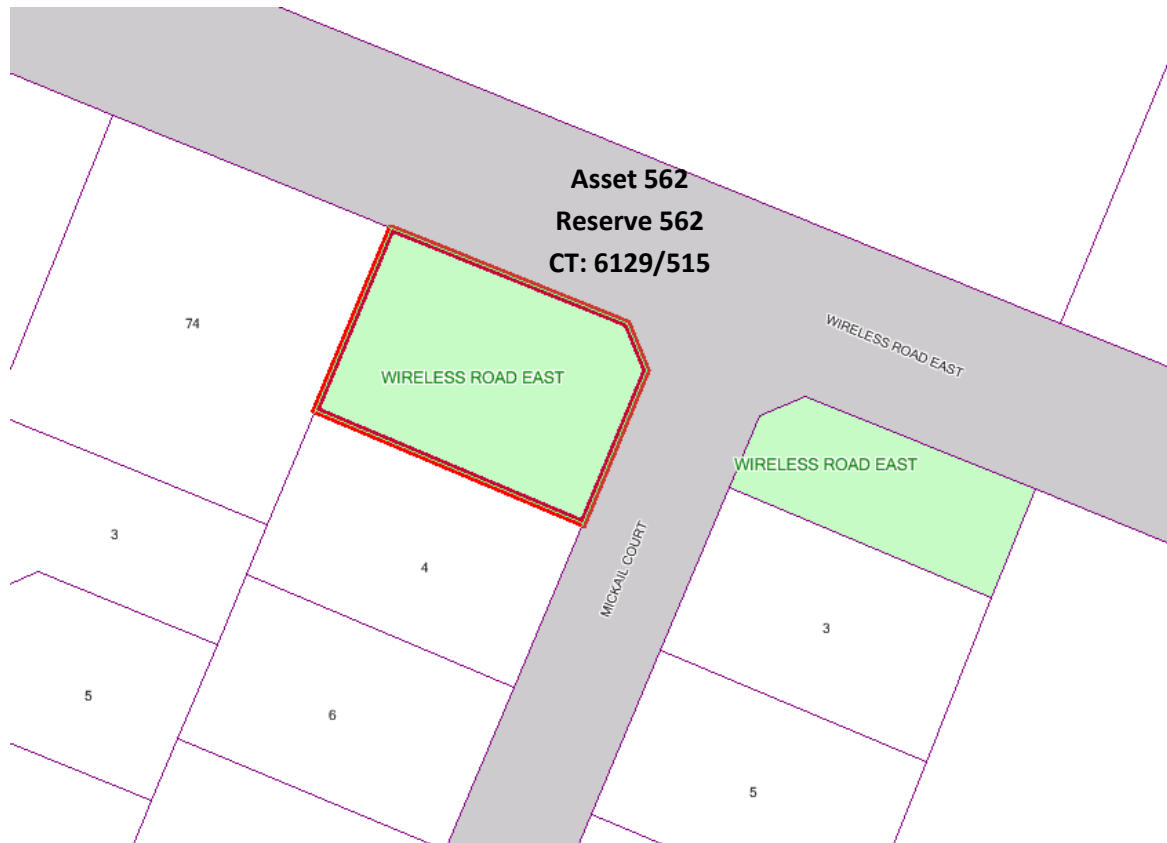 Asset 562
Reserve 562
CT: 6129/515
WIRELESS ROAD EAST
74
WIRELESS ROAD EAST
WIRELESS ROAD EAST
3
4
MICKAIL COURT
3
5
6
5